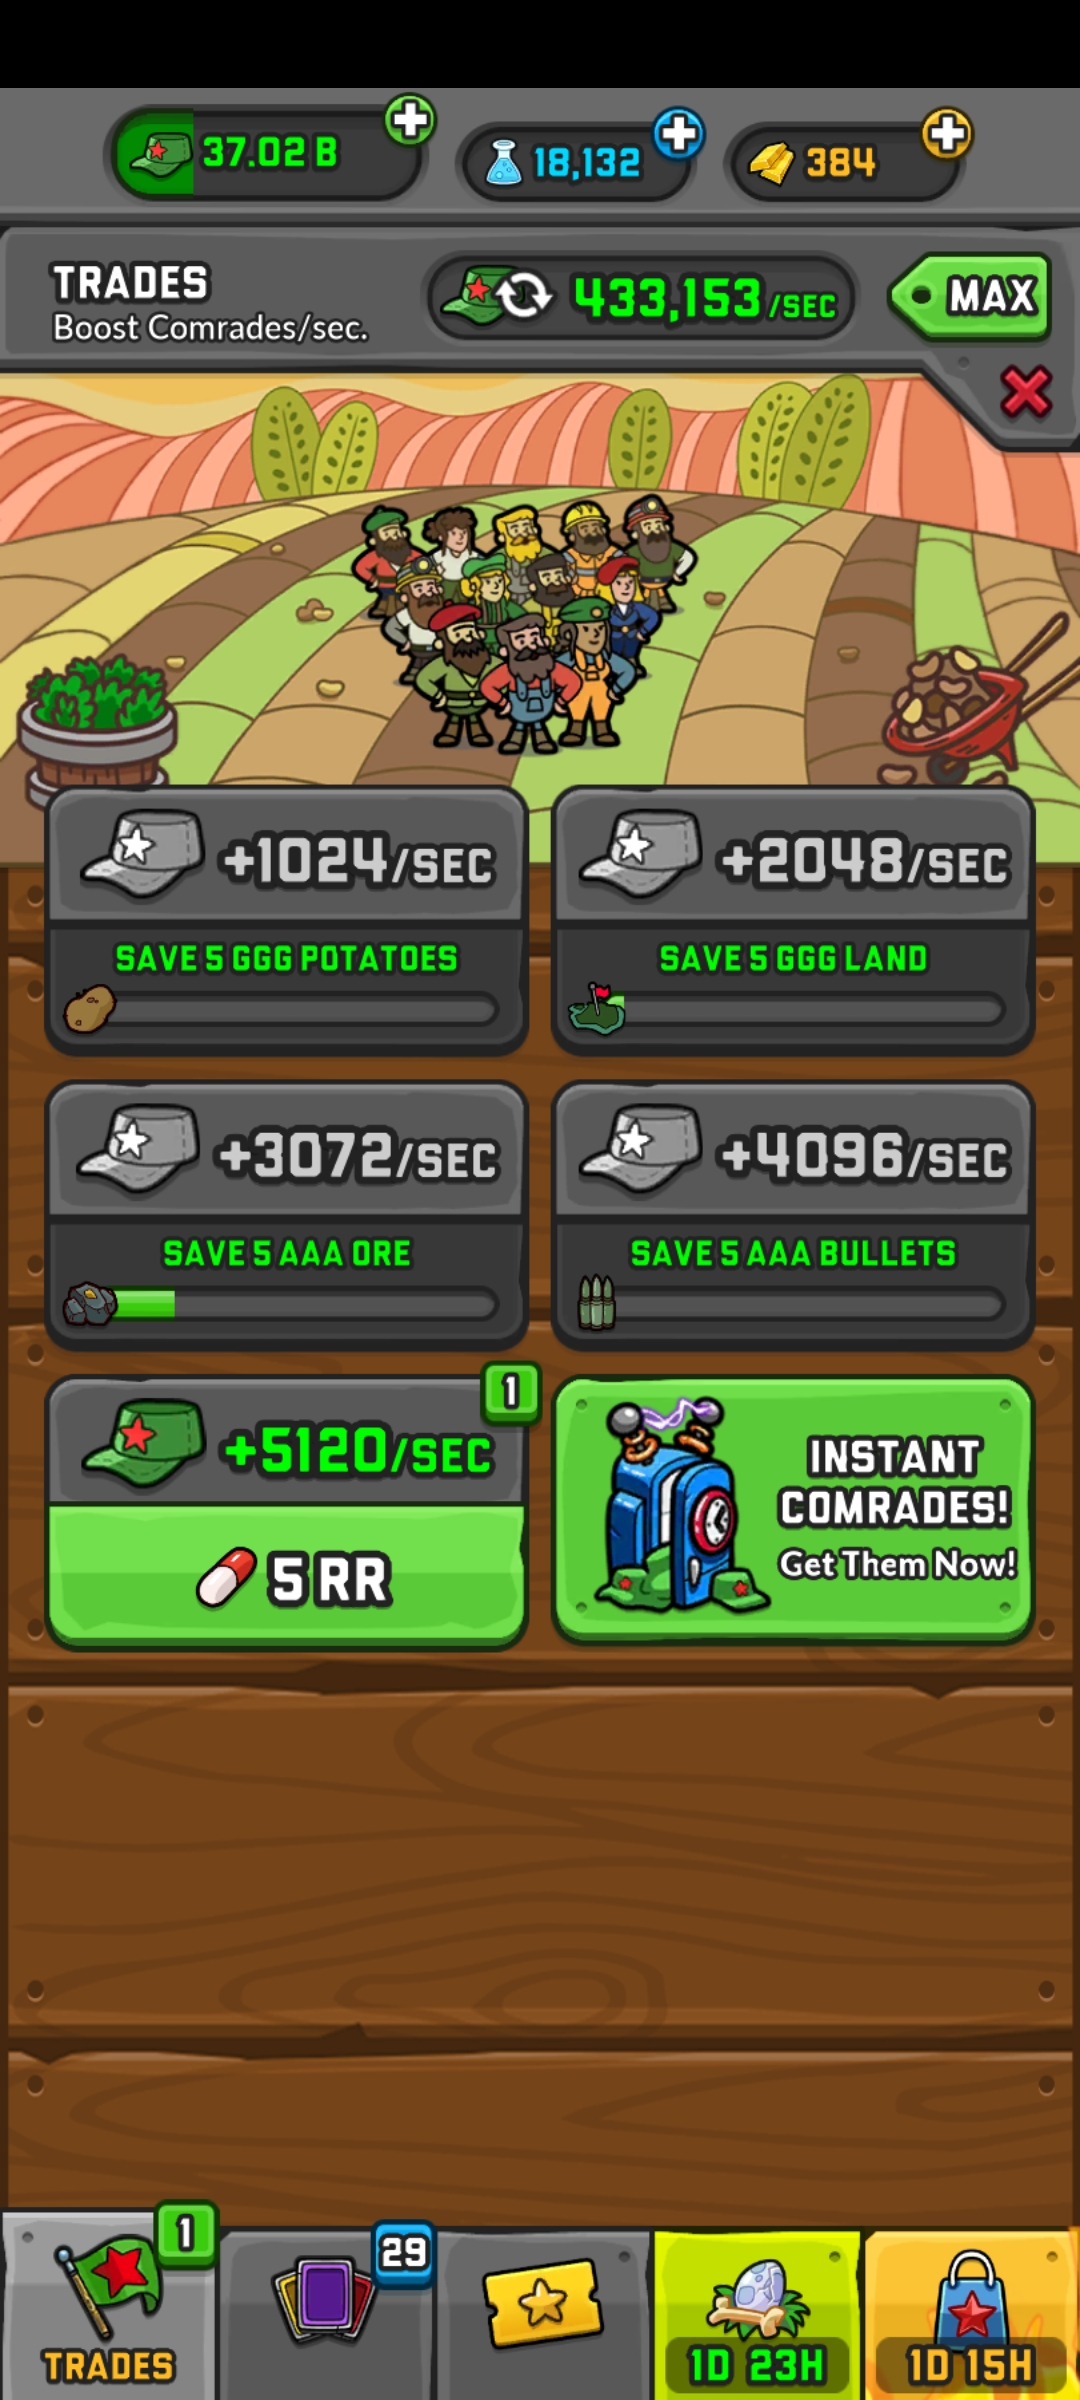 37.02 B
18,132
384
TRADES
Boost Comrades/sec.
433,153/SEC
MAX
+1024/SEC
SAVE 5 GGG POTATOES
+2048/SEC
SAVE 5 GGG LAND
+3072/SEC
SAVE 5 AAA ORE
+4096/SEC
SAVE 5 AAA BULLETS
1
+5120/SEC
5 RR
INSTANT
COMRADES!
Get Them Now!
1
TRADES
29
1D 23H
1D 15H